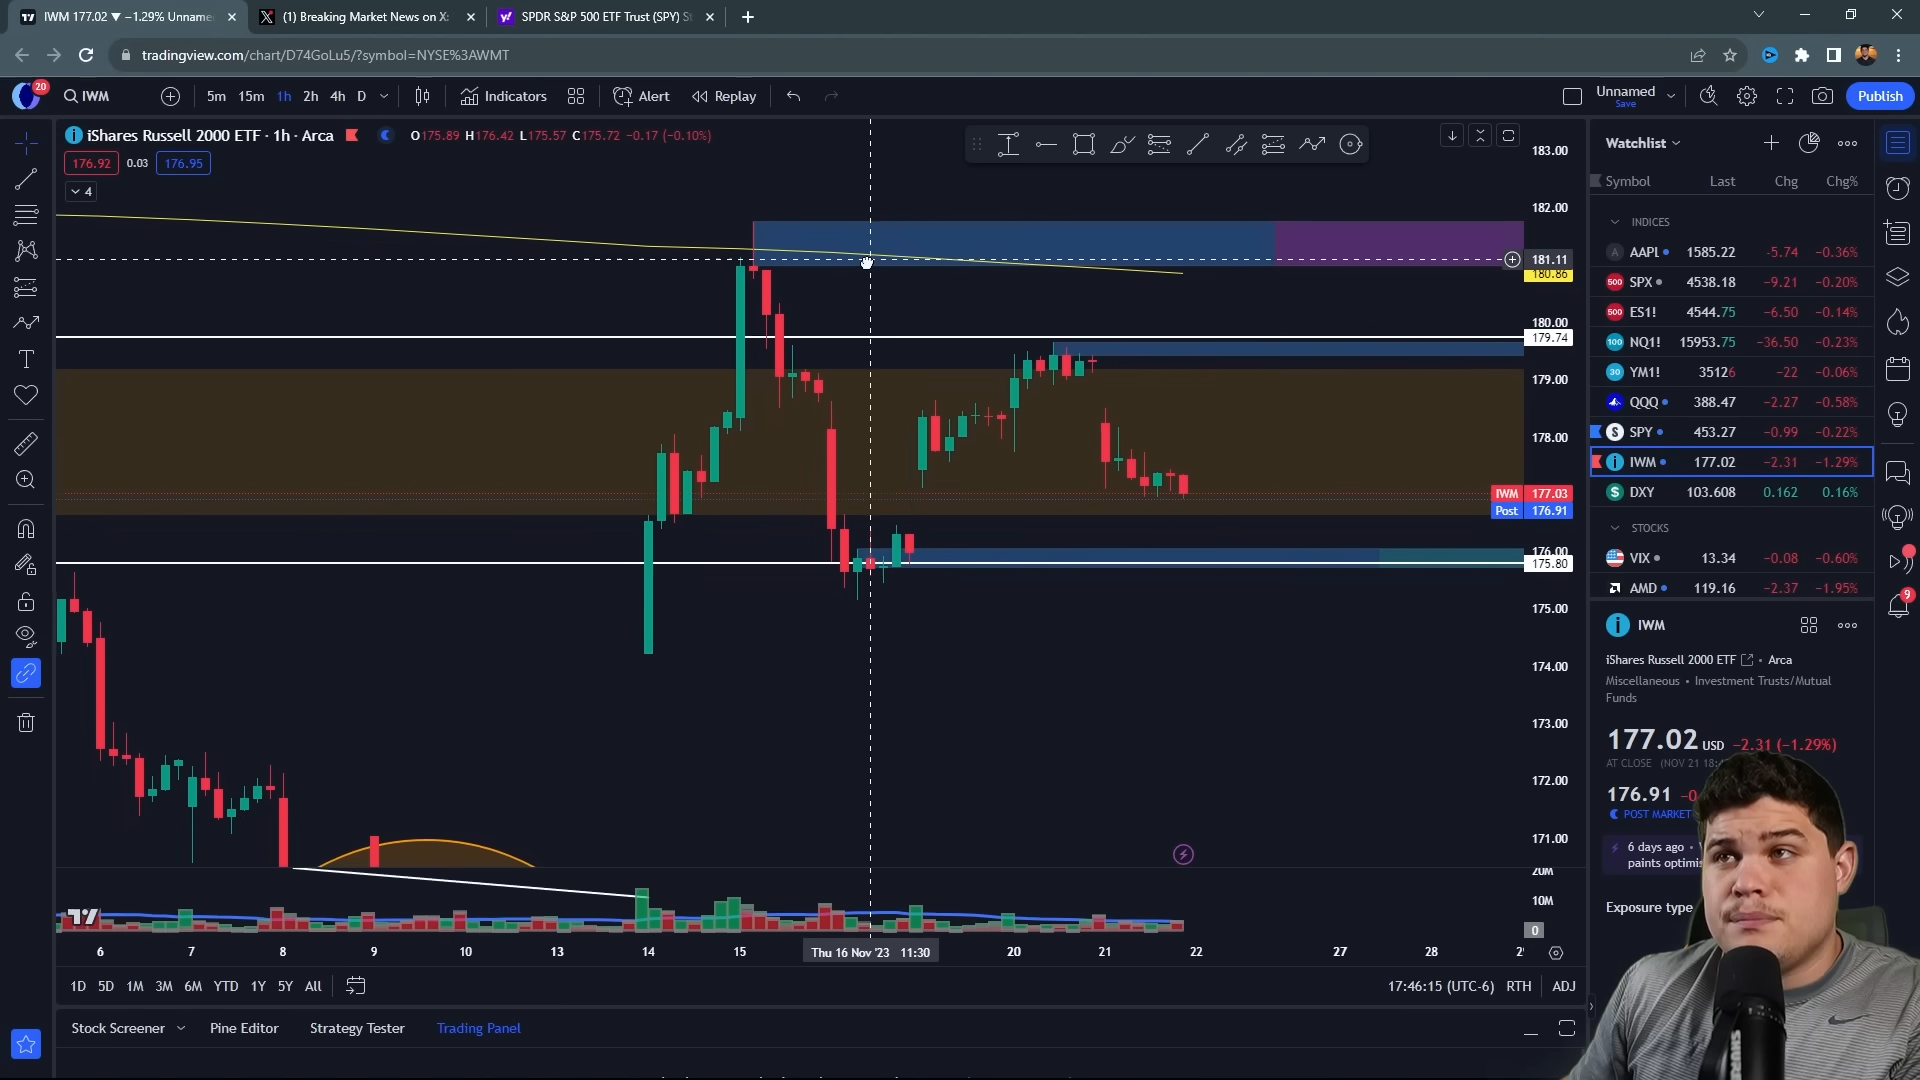 IWM 177.02 ▼ −1.29% Unname
(1) Breaking Market News on X:
SPDR S&P 500 ETF Trust (SPY) S
tradingview.com/chart/D74GoLu5/?symbol=NYSE%3AWMT
20
IWM
5m 15m 1h 2h 4h D
Indicators
Alert
Replay
Unnamed
Save
Publish
iShares Russell 2000 ETF · 1h · Arca
O175.89 H176.42 L175.57 C175.72 −0.17 (−0.10%)
176.92 0.03 176.95
4
183.00
182.00
181.11
180.86
180.00
179.74
179.00
178.00
IWM 177.03
Post 176.91
176.00
175.80
175.00
174.00
173.00
172.00
171.00
20M
10M
0
6 7 8 9 10 13 14 15 Thu 16 Nov '23 11:30 20 21 22 27 28
1D 5D 1M 3M 6M YTD 1Y 5Y All
17:46:15 (UTC-6) RTH ADJ
Stock Screener Pine Editor Strategy Tester Trading Panel
Watchlist
Symbol Last Chg Chg%
INDICES
AAPL 1585.22 -5.74 -0.36%
500 SPX 4538.18 -9.21 -0.20%
500 ES1! 4544.75 -6.50 -0.14%
100 NQ1! 15953.75 -36.50 -0.23%
30 YM1! 35126 -22 -0.06%
QQQ 388.47 -2.27 -0.58%
SPY 453.27 -0.99 -0.22%
IWM 177.02 -2.31 -1.29%
DXY 103.608 0.162 0.16%
STOCKS
VIX 13.34 -0.08 -0.60%
AMD 119.16 -2.37 -1.95%
9
IWM
iShares Russell 2000 ETF • Arca
Miscellaneous • Investment Trusts/Mutual
Funds
177.02 USD −2.31 (−1.29%)
AT CLOSE (NOV 21
176.91
POST MARKET
6 days ago •
paints optimis
Exposure type